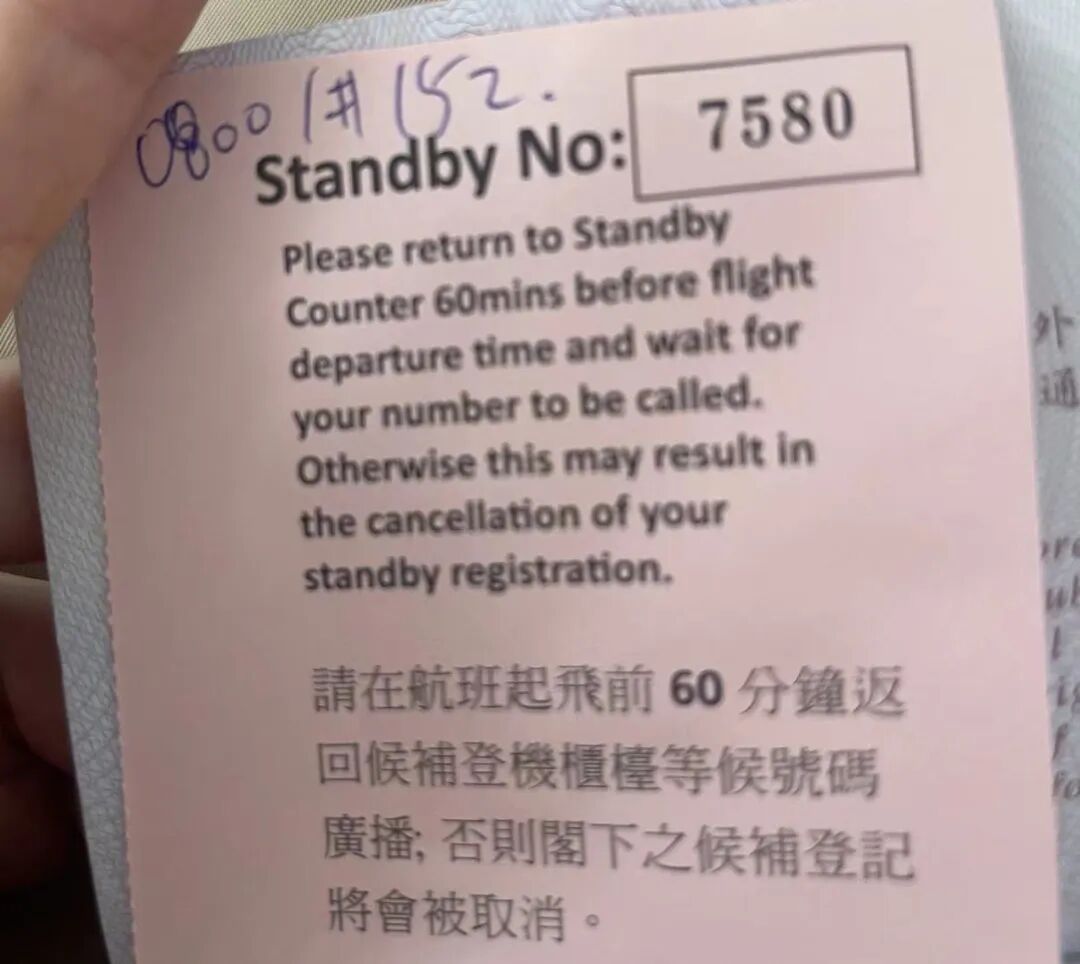 0800 1# 152.
Standby No: 7580
Please return to Standby
Counter 60mins before flight
departure time and wait for
your number to be called.
Otherwise this may result in
the cancellation of your
standby registration.
請在航班起飛前 60 分鐘返
回候補登機櫃檯等候號碼
廣播; 否則閣下之候補登記
將會被取消。
外
通